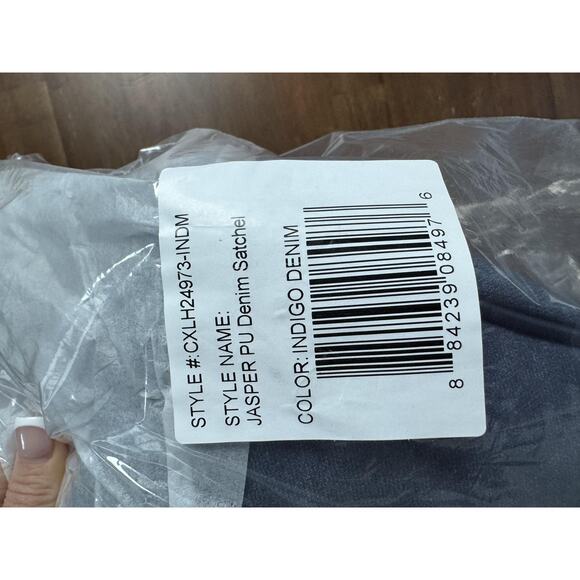 STYLE #:CXLH24973-INDM
STYLE NAME:
JASPER PU Denim Satchel
COLOR: INDIGO DENIM
8 84239 08497 6